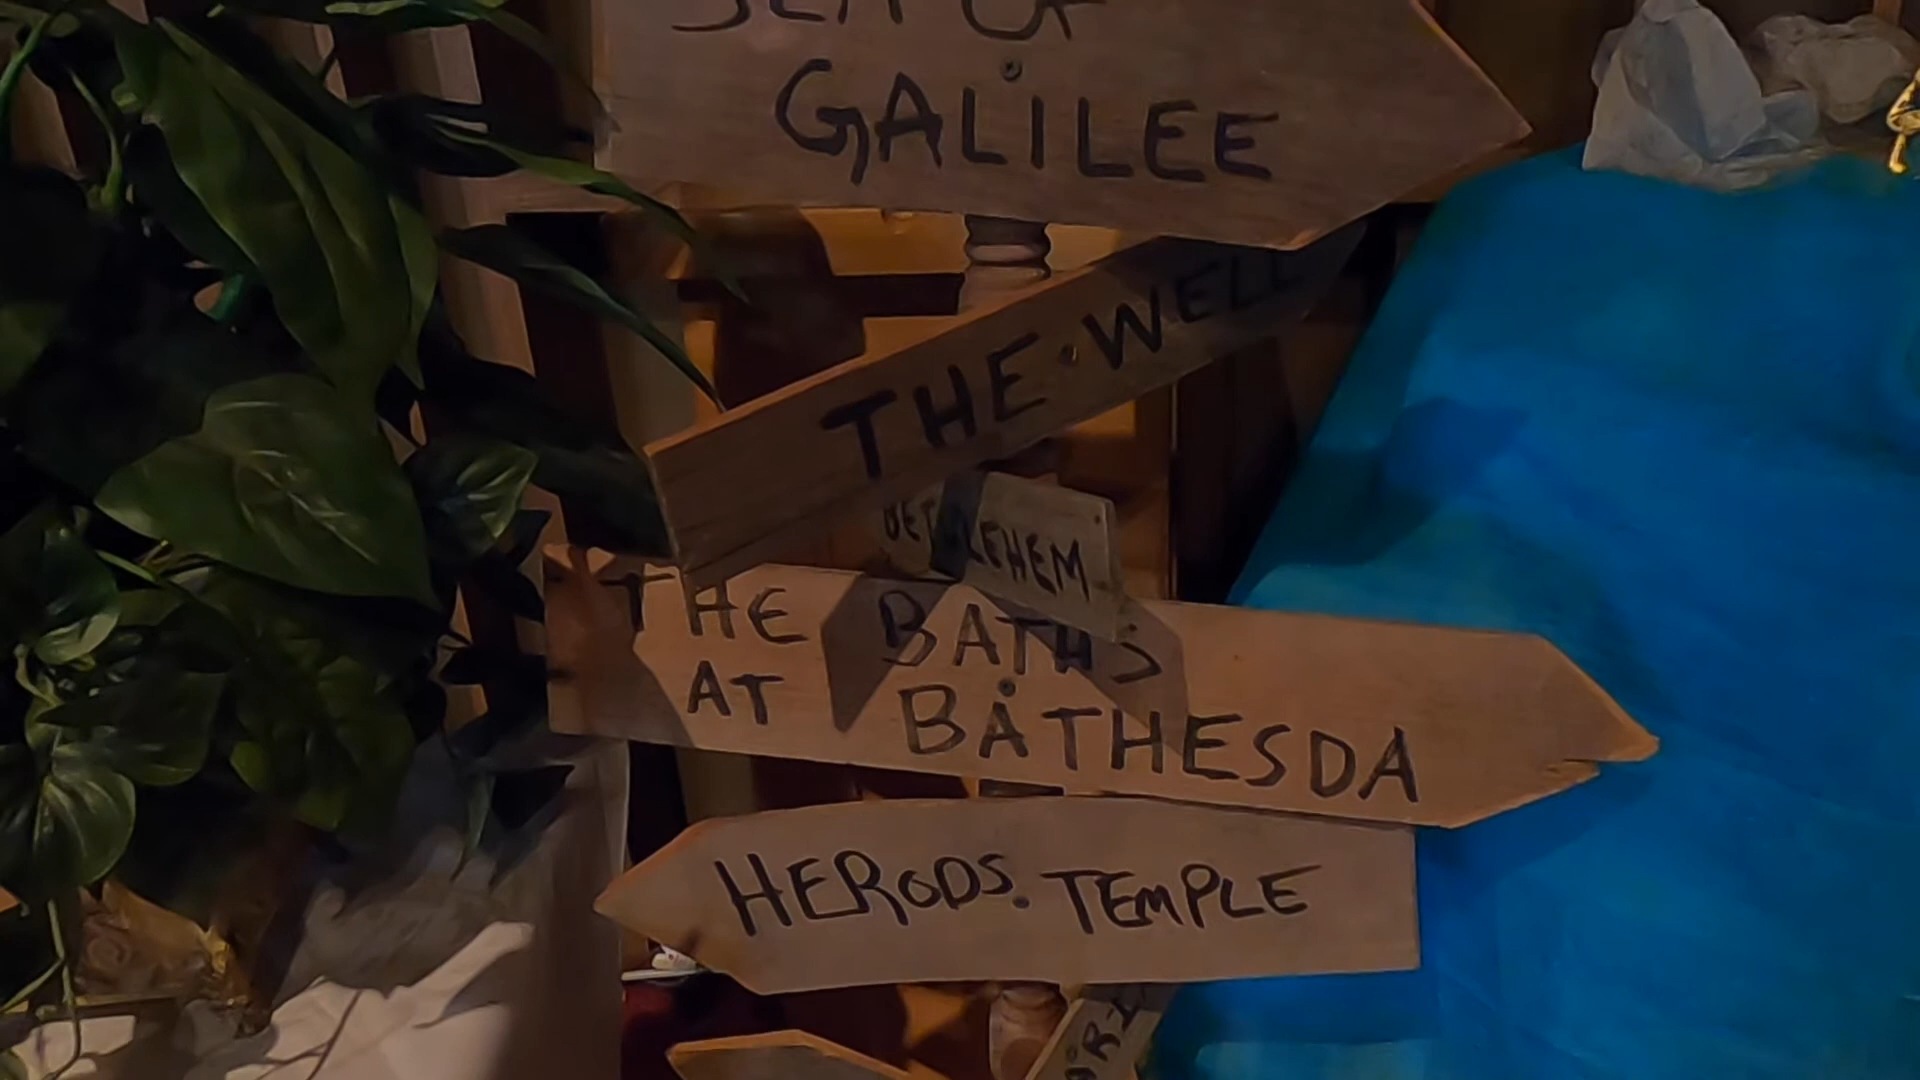 SEA OF
GALILEE
THE WELL
BETHLEHEM
THE BATHS
AT BATHESDA
HERODS. TEMPLE